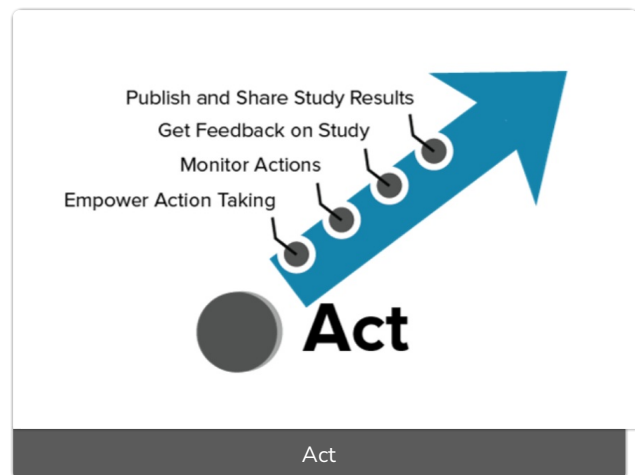 Publish and Share Study Results
Get Feedback on Study
Monitor Actions
Empower Action Taking
Act
Act